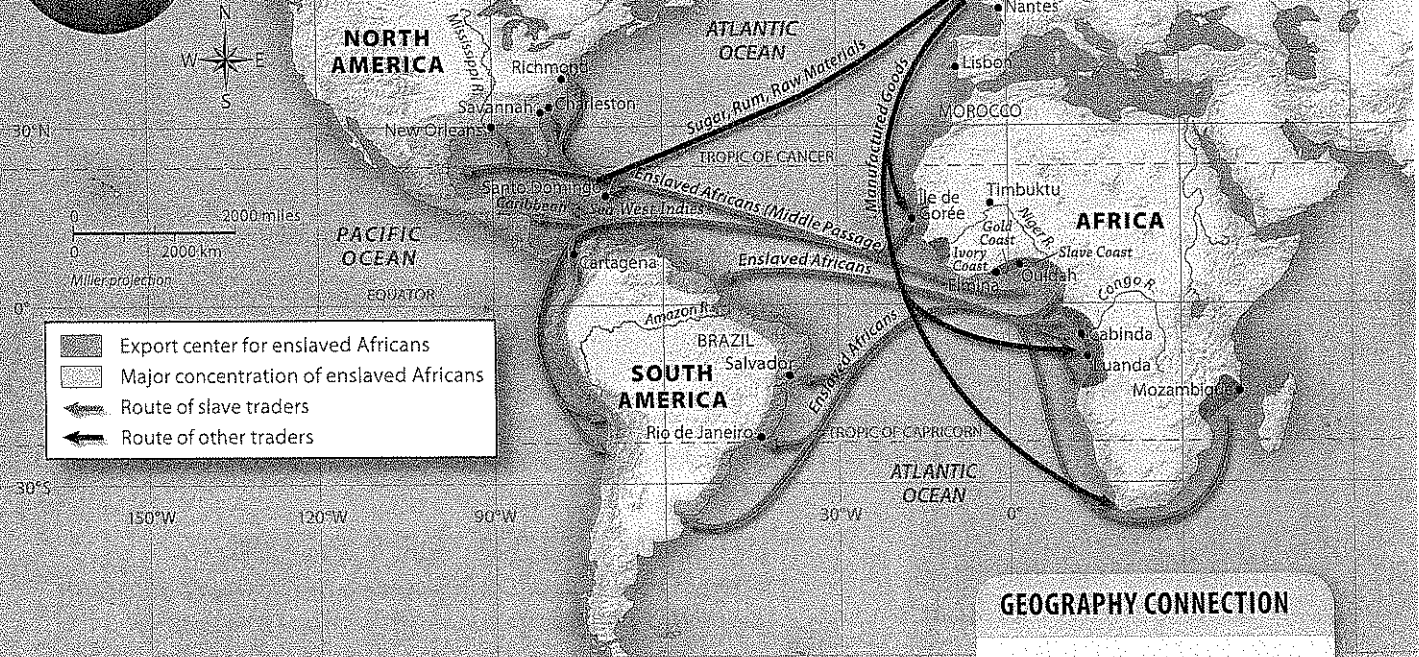 N
W
E
S
NORTH
AMERICA
Mississippi R.
Richmond
Savannah
Charleston
New Orleans
ATLANTIC
OCEAN
Nantes
Lisbon
Sugar, Rum, Raw Materials
Manufactured Goods
MOROCCO
30°N
TROPIC OF CANCER
Santo Domingo
Caribbean Sea
West Indies
Enslaved Africans (Middle Passage)
Île de
Gorée
Timbuktu
AFRICA
Gold
Coast
Niger R.
Ivory
Coast
Slave Coast
Elmina
Ouidah
0
2000 miles
0
2000 km
Miller projection
PACIFIC
OCEAN
Cartagena
Enslaved Africans
EQUATOR
0°
Amazon R.
Congo R.
BRAZIL
Salvador
Enslaved Africans
Cabinda
Luanda
Mozambique
SOUTH
AMERICA
Rio de Janeiro
TROPIC OF CAPRICORN
Export center for enslaved Africans
Major concentration of enslaved Africans
Route of slave traders
Route of other traders
ATLANTIC
OCEAN
30°S
150°W
120°W
90°W
30°W
0°
GEOGRAPHY CONNECTION